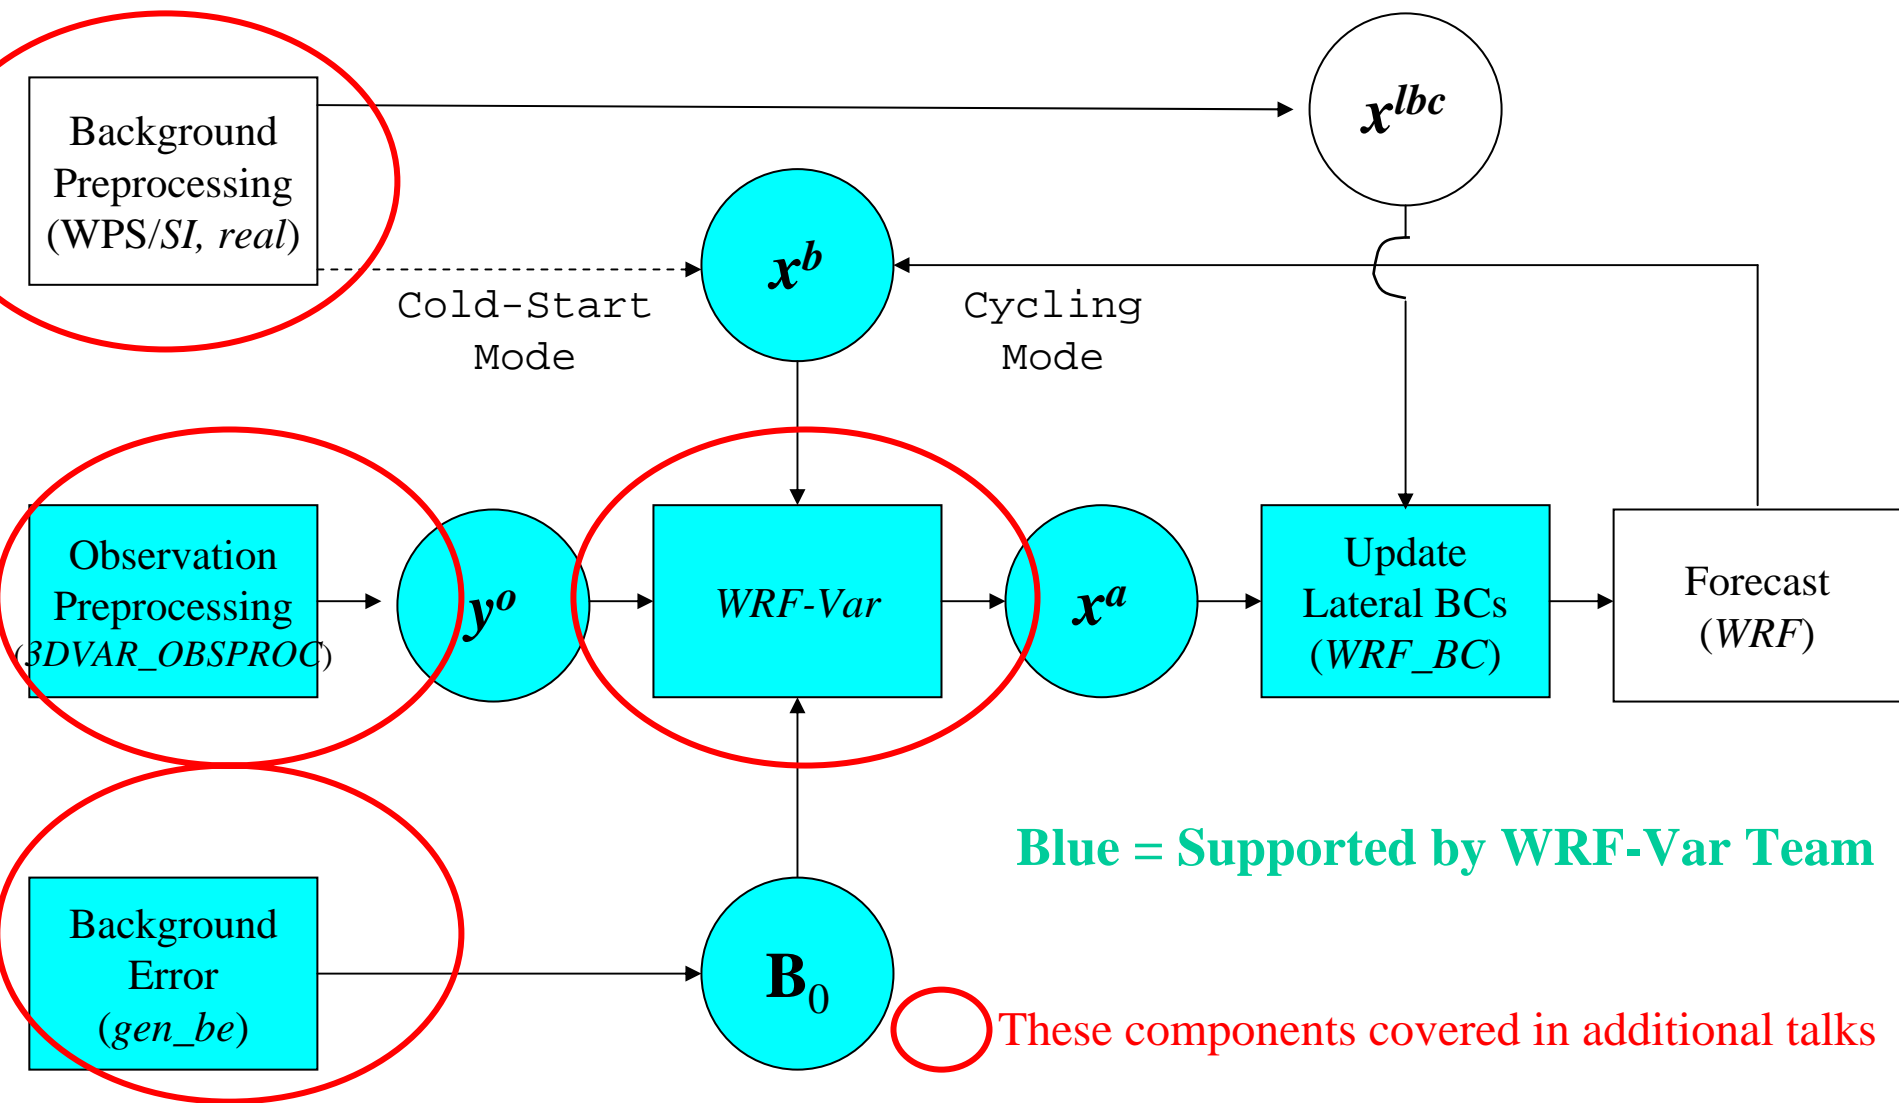 Background
Preprocessing
(WPS/SI, real)
x^lbc
x^b
Cold-Start
Mode
Cycling
Mode
Observation
Preprocessing
(3DVAR_OBSPROC)
y^o
WRF-Var
x^a
Update
Lateral BCs
(WRF_BC)
Forecast
(WRF)
Blue = Supported by WRF-Var Team
Background
Error
(gen_be)
B_0
These components covered in additional talks